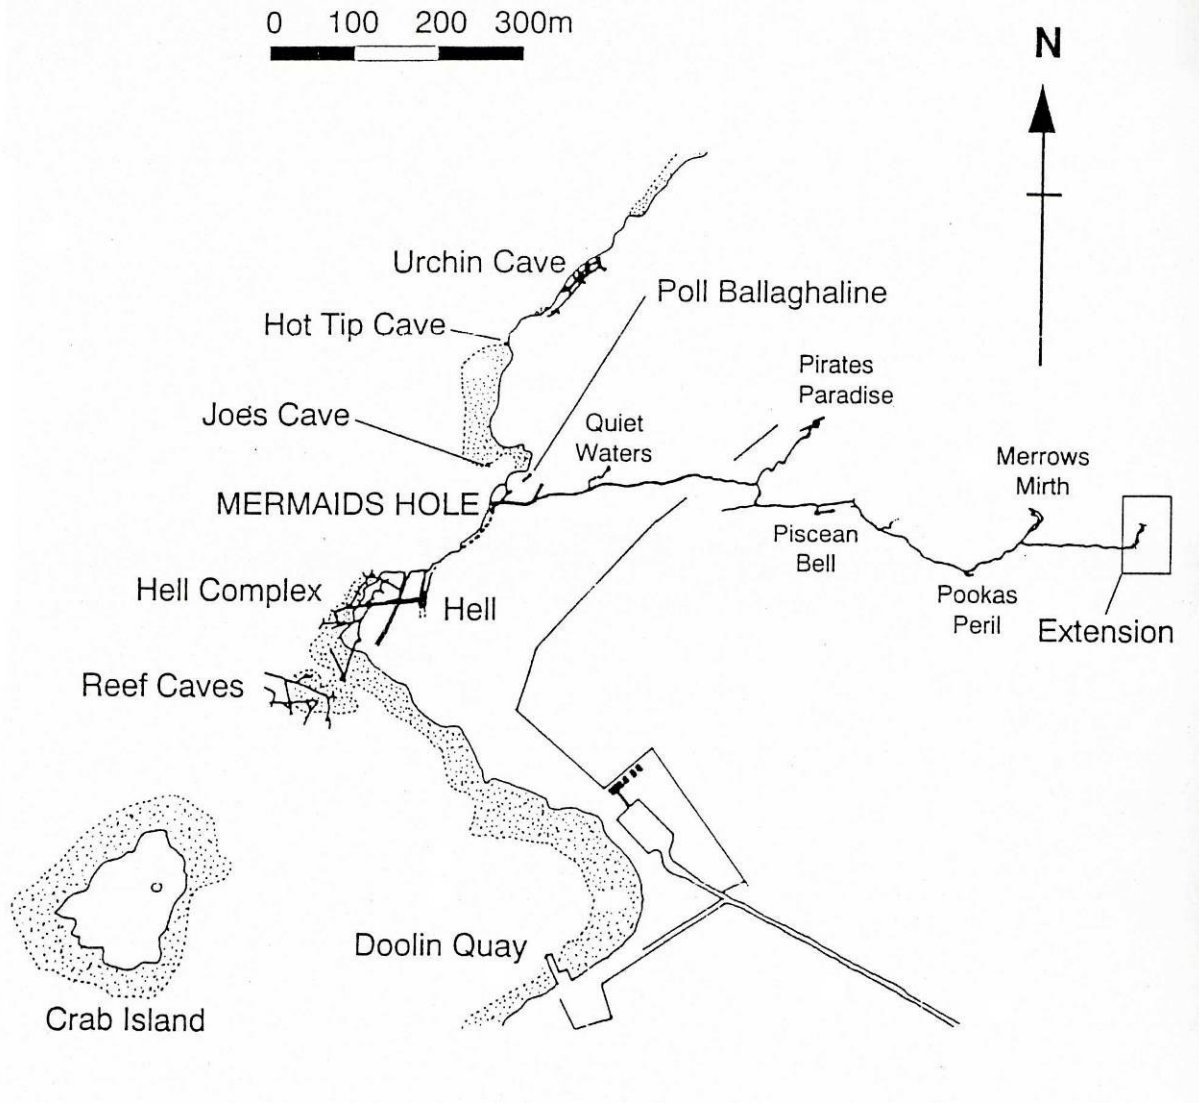 0 100 200 300m
N
Urchin Cave
Poll Ballaghaline
Hot Tip Cave
Pirates
Paradise
Joes Cave
Quiet
Waters
Merrows
Mirth
MERMAIDS HOLE
Piscean
Bell
Hell Complex
Hell
Pookas
Peril
Extension
Reef Caves
Doolin Quay
Crab Island